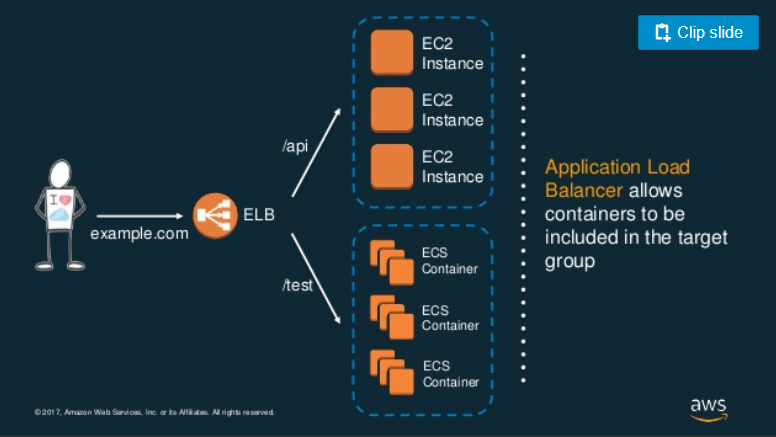 Clip slide
EC2
Instance
EC2
Instance
EC2
Instance
/api
I
example.com
ELB
/test
ECS
Container
ECS
Container
ECS
Container
Application Load
Balancer allows
containers to be
included in the target
group
© 2017, Amazon Web Services, Inc. or its Affiliates. All rights reserved.
aws